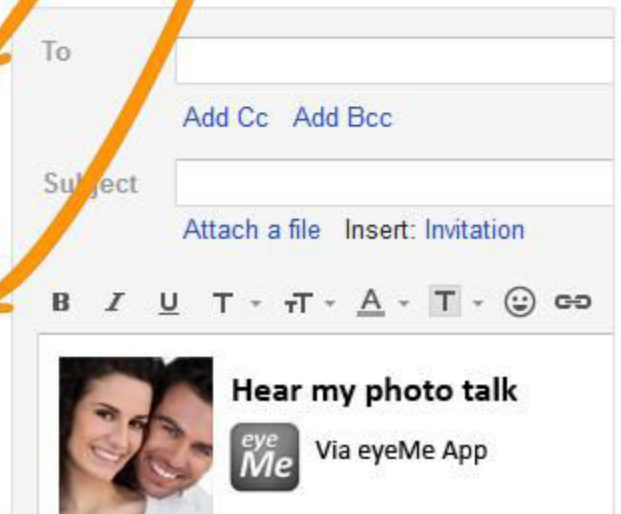 To
Add Cc Add Bcc
Subject
Attach a file Insert: Invitation
B I U T тT A T
Hear my photo talk
eye
Me
Via eyeMe App